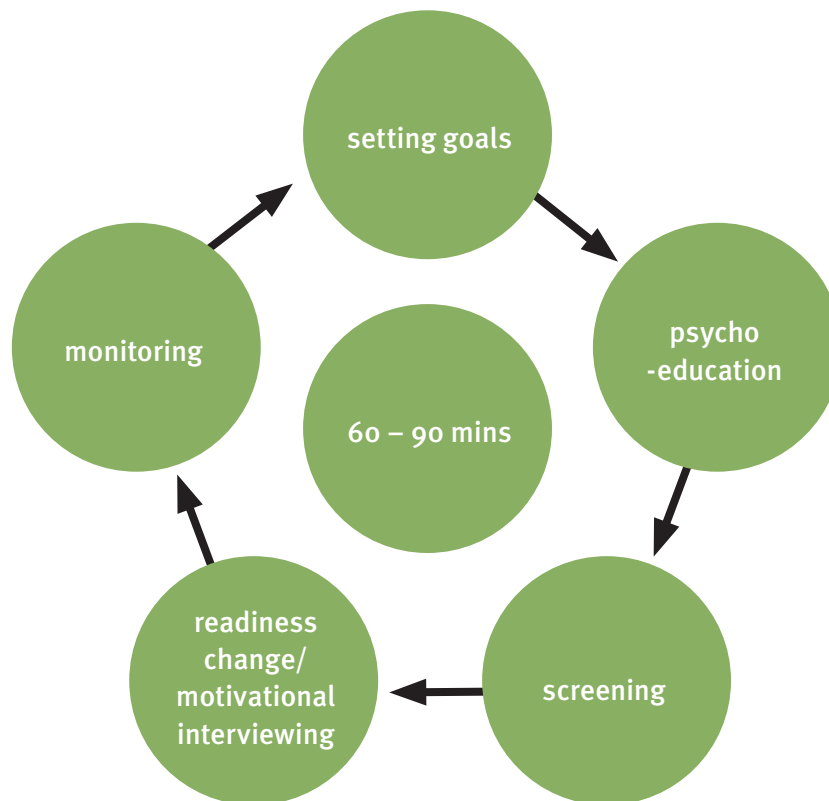 setting goals
psycho
-education
screening
readiness
change/
motivational
interviewing
monitoring
60 – 90 mins